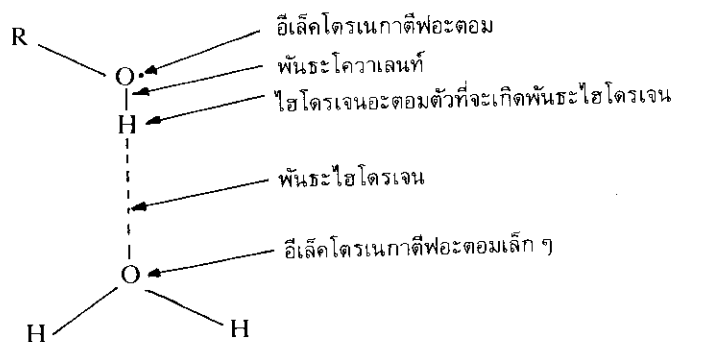 อีเล็คโตรเนกาตีฟอะตอม
R
พันธะโควาเลนท์
O
ไฮโดรเจนอะตอมตัวที่จะเกิดพันธะไฮโดรเจน
H
พันธะไฮโดรเจน
อีเล็คโตรเนกาตีฟอะตอมเล็ก ๆ
O
H
H